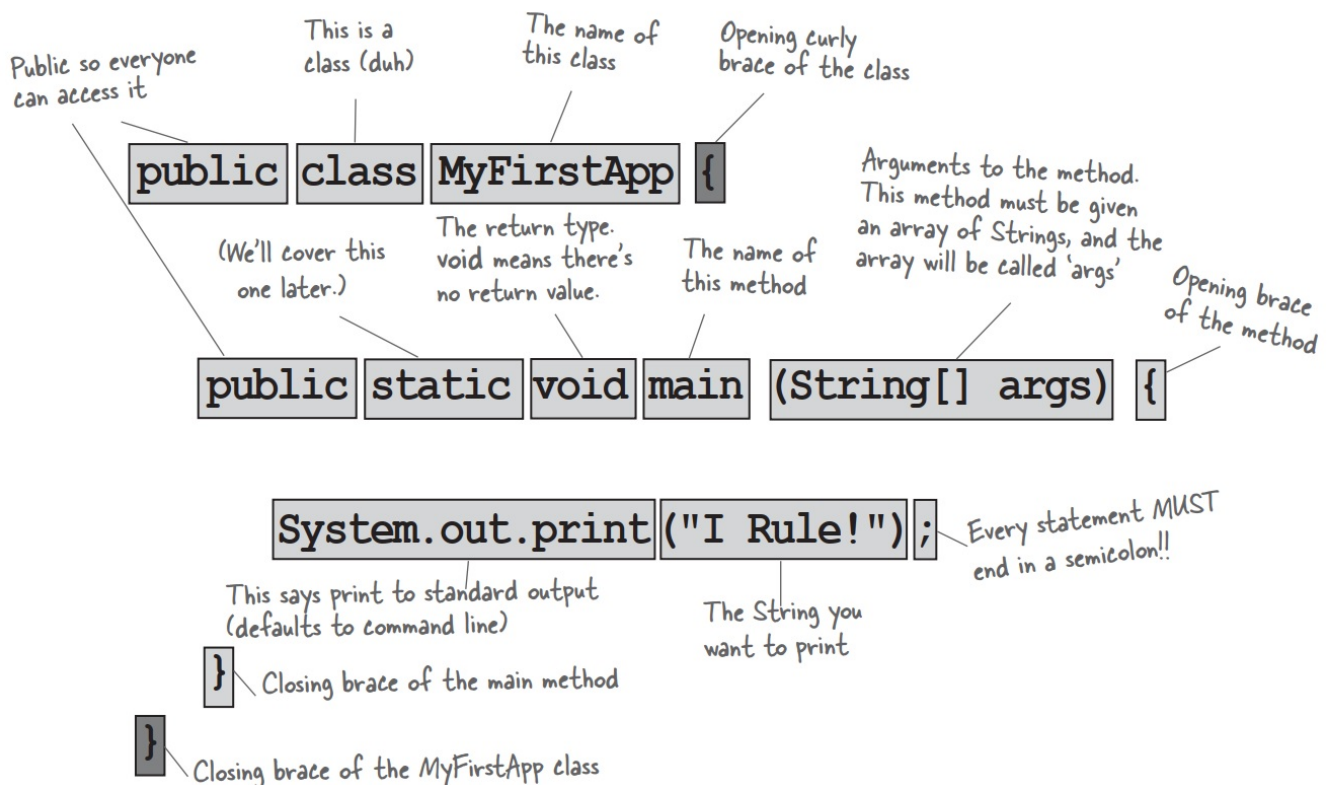 Public so everyone
can access it
This is a
class (duh)
The name of
this class
Opening curly
brace of the class
public class MyFirstApp {
(We'll cover this
one later.)
The return type.
void means there's
no return value.
The name of
this method
Arguments to the method.
This method must be given
an array of Strings, and the
array will be called 'args'
Opening brace
of the method
public static void main (String[] args) {
System.out.print("I Rule!");
Every statement MUST
end in a semicolon!!
This says print to standard output
(defaults to command line)
The String you
want to print
}
Closing brace of the main method
}
Closing brace of the MyFirstApp class